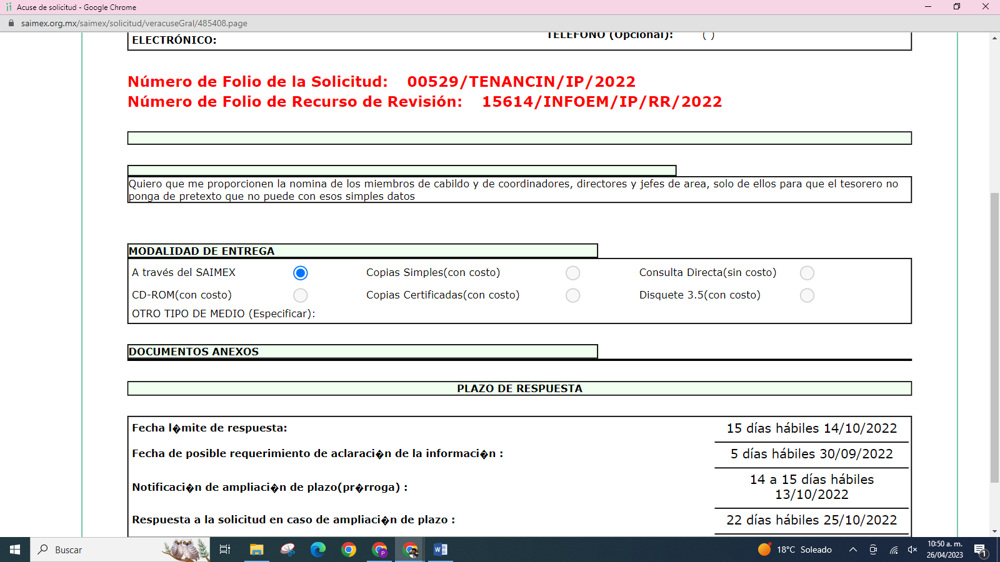 Acuse de solicitud - Google Chrome
saimex.org.mx/saimex/solicitud/veracuseGral/485408.page
ELECTRÓNICO:
TELÉFONO (Opcional): ( )
Número de Folio de la Solicitud: 00529/TENANCIN/IP/2022
Número de Folio de Recurso de Revisión: 15614/INFOEM/IP/RR/2022
Quiero que me proporcionen la nomina de los miembros de cabildo y de coordinadores, directores y jefes de area, solo de ellos para que el tesorero no
ponga de pretexto que no puede con esos simples datos
MODALIDAD DE ENTREGA
A través del SAIMEX Copias Simples(con costo) Consulta Directa(sin costo)
CD-ROM(con costo) Copias Certificadas(con costo) Disquete 3.5(con costo)
OTRO TIPO DE MEDIO (Especificar):
DOCUMENTOS ANEXOS
PLAZO DE RESPUESTA
Fecha l�mite de respuesta: 15 días hábiles 14/10/2022
Fecha de posible requerimiento de aclaraci�n de la informaci�n : 5 días hábiles 30/09/2022
Notificaci�n de ampliaci�n de plazo(pr�rroga) : 14 a 15 días hábiles
13/10/2022
Respuesta a la solicitud en caso de ampliaci�n de plazo : 22 días hábiles 25/10/2022
Buscar
P
18°C Soleado
10:50 a. m.
26/04/2023
1